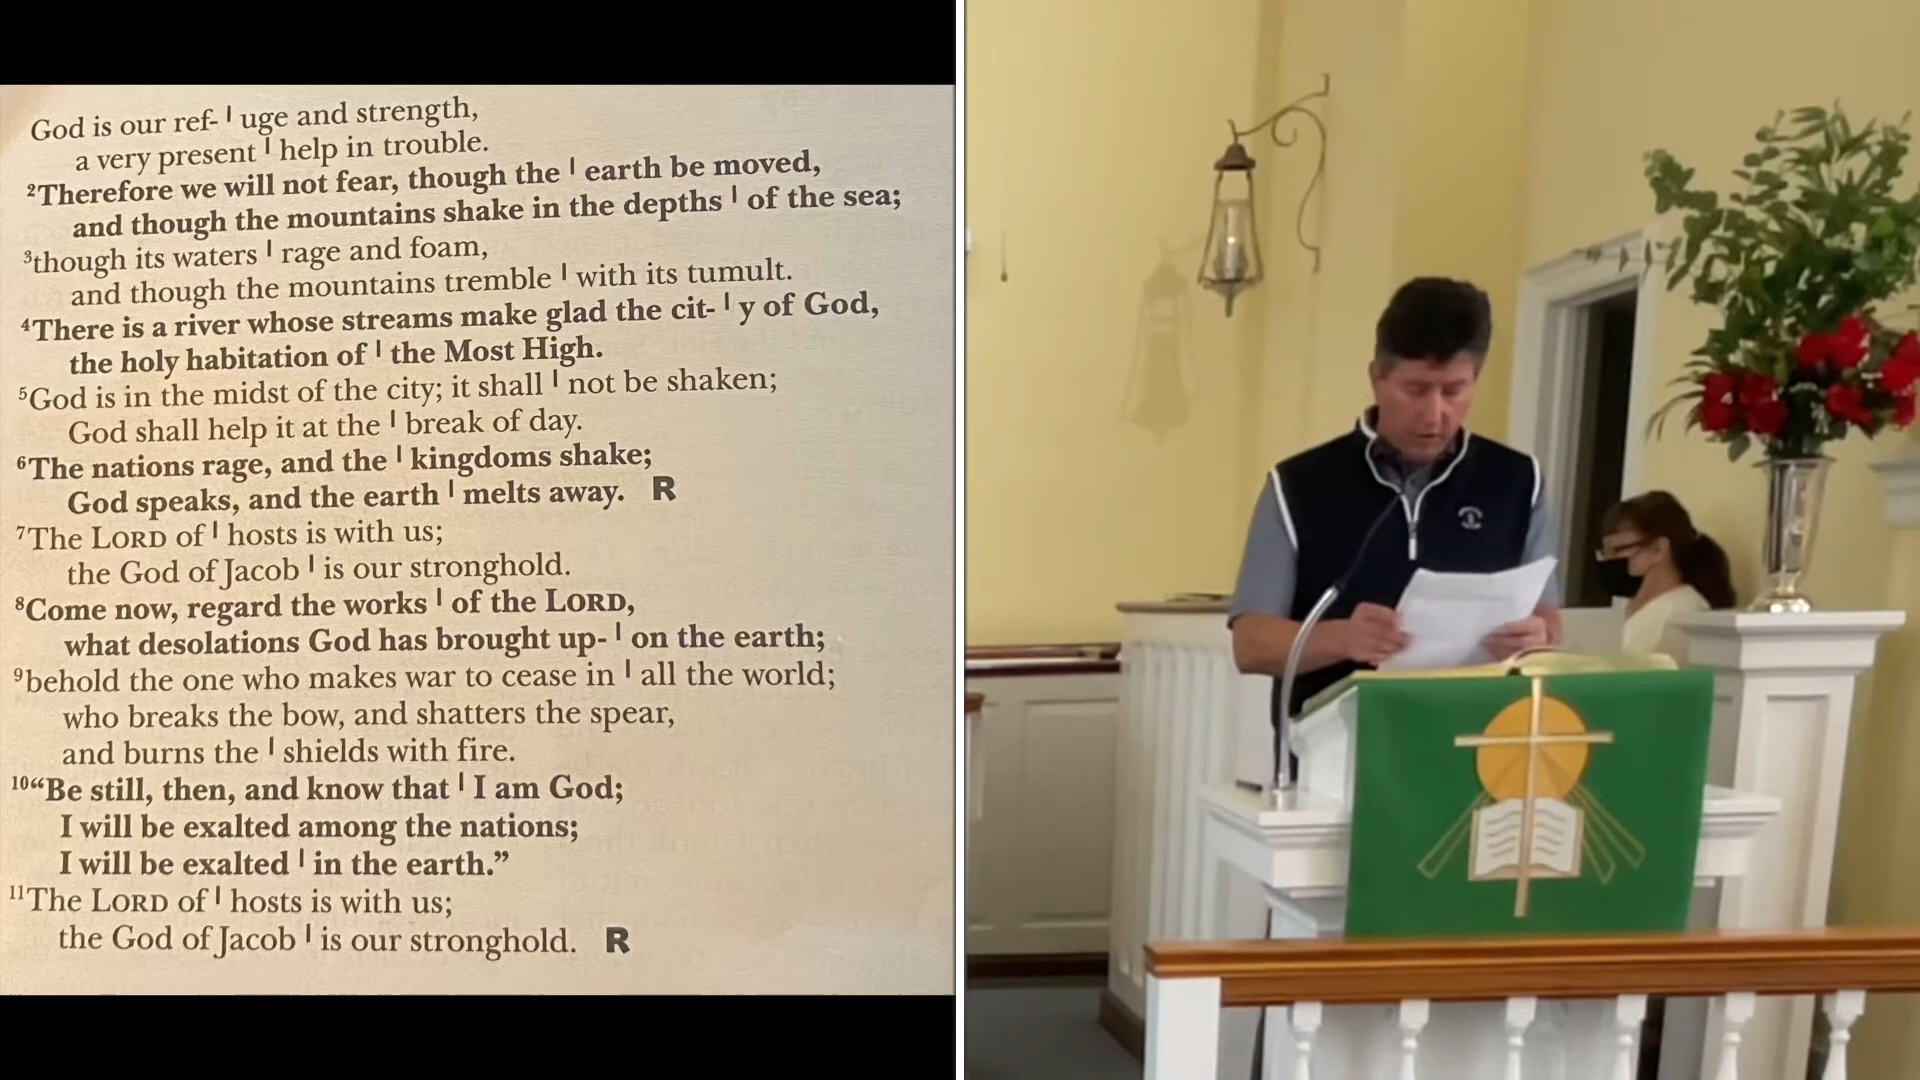 God is our ref- | uge and strength,
a very present | help in trouble.
²Therefore we will not fear, though the | earth be moved,
and though the mountains shake in the depths | of the sea;
³though its waters | rage and foam,
and though the mountains tremble | with its tumult.
⁴There is a river whose streams make glad the cit- | y of God,
the holy habitation of | the Most High.
⁵God is in the midst of the city; it shall | not be shaken;
God shall help it at the | break of day.
⁶The nations rage, and the | kingdoms shake;
God speaks, and the earth | melts away. R
⁷The LORD of | hosts is with us;
the God of Jacob | is our stronghold.
⁸Come now, regard the works | of the LORD,
what desolations God has brought up- | on the earth;
⁹behold the one who makes war to cease in | all the world;
who breaks the bow, and shatters the spear,
and burns the | shields with fire.
¹⁰“Be still, then, and know that | I am God;
I will be exalted among the nations;
I will be exalted | in the earth.”
¹¹The LORD of | hosts is with us;
the God of Jacob | is our stronghold. R